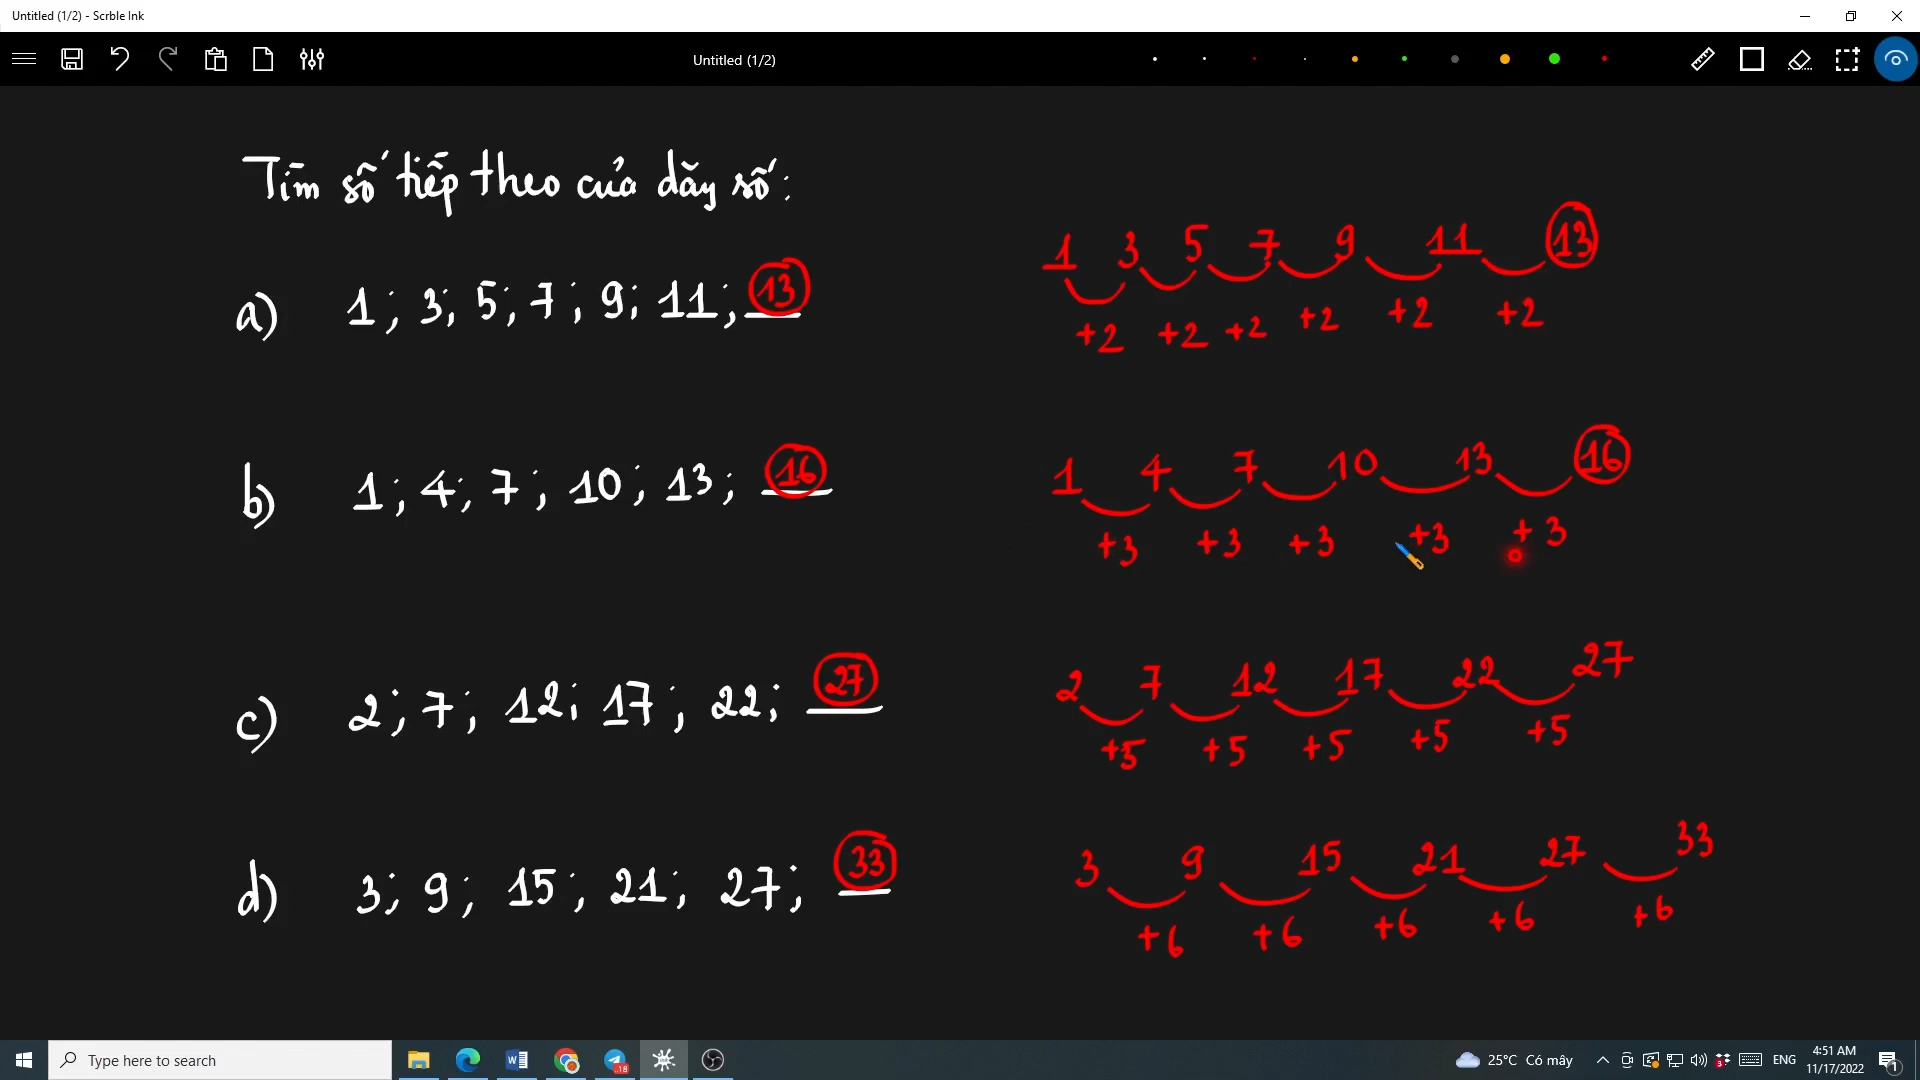 Untitled (1/2) - Scrble Ink
Untitled (1/2)
Tìm số tiếp theo của dãy số:
a) 1; 3; 5; 7; 9; 11; 13
1 3 5 7 9 11 13
+2 +2 +2 +2 +2 +2
b) 1; 4; 7; 10; 13; 16
1 4 7 10 13 16
+3 +3 +3 +3 +3
c) 2; 7; 12; 17; 22; 27
2 7 12 17 22 27
+5 +5 +5 +5 +5
d) 3; 9; 15; 21; 27; 33
3 9 15 21 27 33
+6 +6 +6 +6 +6
Type here to search
25°C Có mây
ENG
4:51 AM
11/17/2022